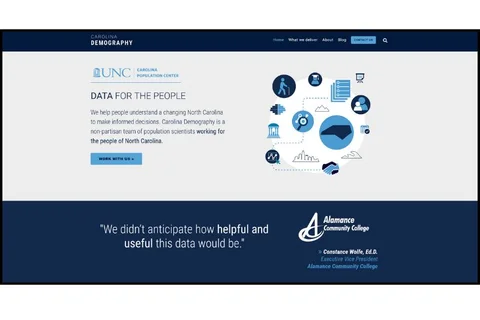 CAROLINA
DEMOGRAPHY
Home What we deliver About Blog CONTACT US
UNC CAROLINA
POPULATION CENTER
DATA FOR THE PEOPLE
We help people understand a changing North Carolina
to make informed decisions. Carolina Demography is a
non-partisan team of population scientists working for
the people of North Carolina.
WORK WITH US »
"We didn't anticipate how helpful and
useful this data would be."
Alamance
Community College
- Constance Wolfe, Ed.D.
Executive Vice President
Alamance Community College